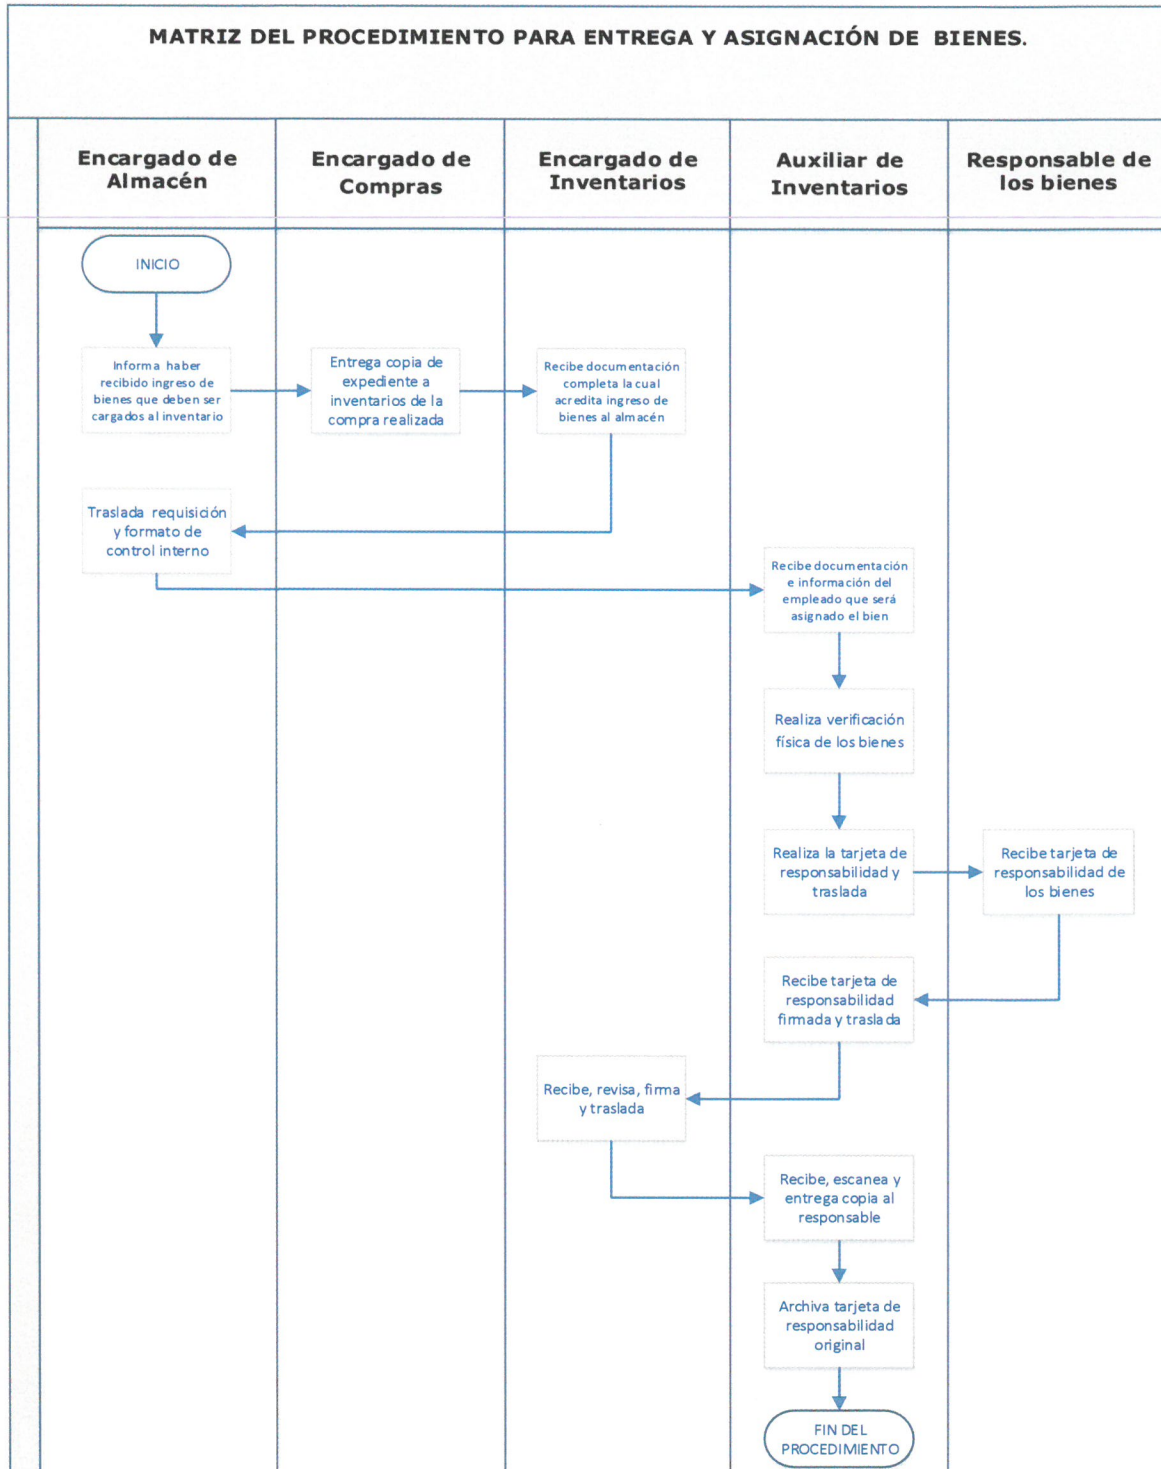 MATRIZ DEL PROCEDIMIENTO PARA ENTREGA Y ASIGNACIÓN DE BIENES.
Encargado de
Almacén
Encargado de
Compras
Encargado de
Inventarios
Auxiliar de
Inventarios
Responsable de
los bienes
INICIO
Informa haber
recibido ingreso de
bienes que deben ser
cargados al inventario
Entrega copia de
expediente a
inventarios de la
compra realizada
Recibe documentación
completa la cual
acredita ingreso de
bienes al almacén
Traslada requisición
y formato de
control interno
Recibe documentación
e información del
empleado que será
asignado el bien
Realiza verificación
física de los bienes
Realiza la tarjeta de
responsabilidad y
traslada
Recibe tarjeta de
responsabilidad de
los bienes
Recibe tarjeta de
responsabilidad
firmada y traslada
Recibe, revisa, firma
y traslada
Recibe, escanea y
entrega copia al
responsable
Archiva tarjeta de
responsabilidad
original
FIN DEL
PROCEDIMIENTO